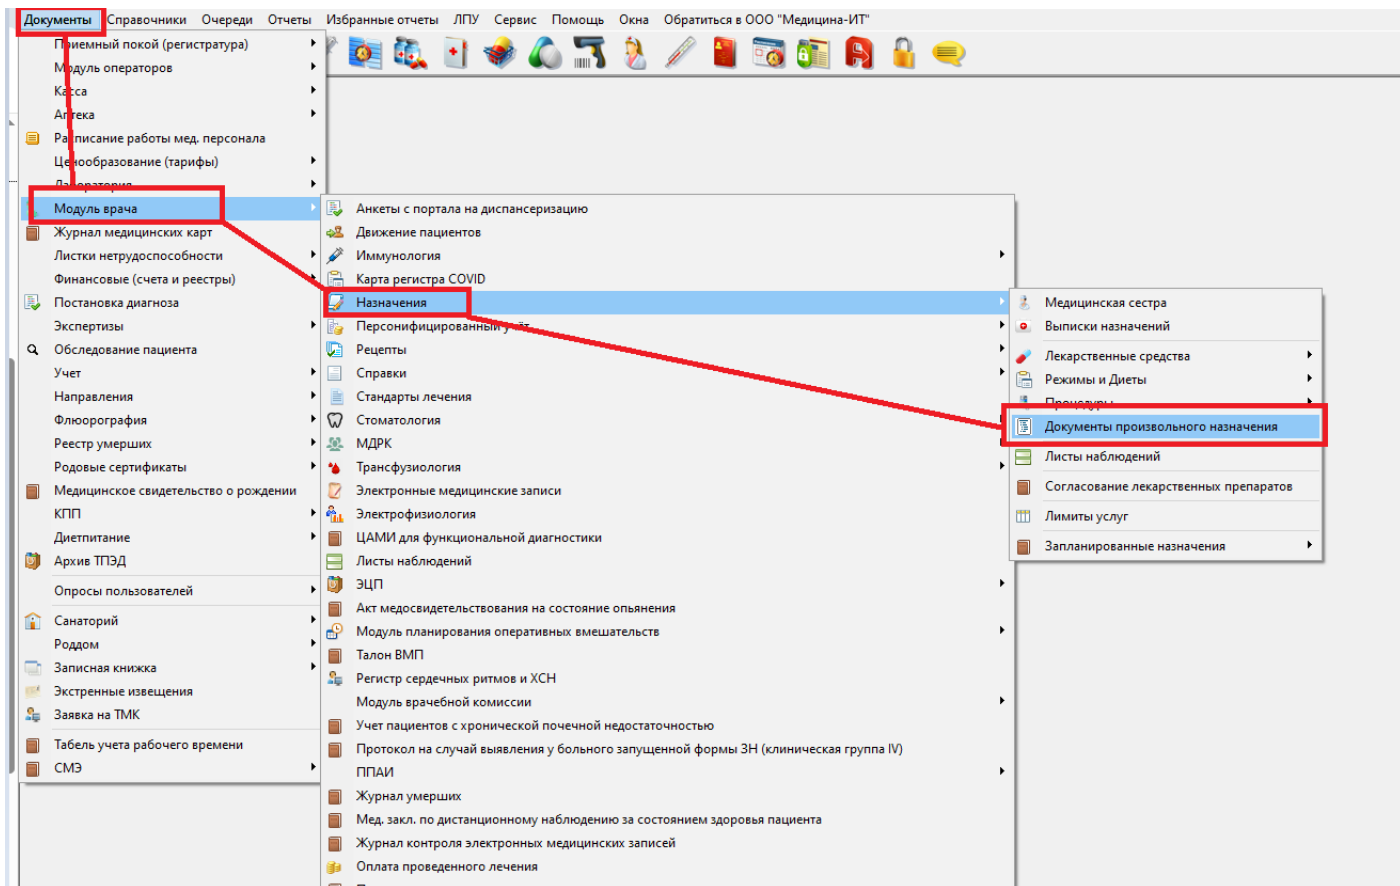 Документы Справочники Очереди Отчеты Избранные отчеты ЛПУ Сервис Помощь Окна Обратиться в ООО "Медицина-ИТ"
Приемный покой (регистратура)
Модуль операторов
Касса
Аптека
Расписание работы мед. персонала
Ценообразование (тарифы)
Лаборатория
Модуль врача
Журнал медицинских карт
Листки нетрудоспособности
Финансовые (счета и реестры)
Постановка диагноза
Экспертизы
Обследование пациента
Учет
Направления
Флюорография
Реестр умерших
Родовые сертификаты
Медицинское свидетельство о рождении
КПП
Диетпитание
Архив ТПЭД
Опросы пользователей
Санаторий
Роддом
Записная книжка
Экстренные извещения
Заявка на ТМК
Табель учета рабочего времени
СМЭ
Анкеты с портала на диспансеризацию
Движение пациентов
Иммунология
Карта регистра COVID
Назначения
Персонифицированный учёт
Рецепты
Справки
Стандарты лечения
Стоматология
МДРК
Трансфузиология
Электронные медицинские записи
Электрофизиология
ЦАМИ для функциональной диагностики
Листы наблюдений
ЭЦП
Акт медосвидетельствования на состояние опьянения
Модуль планирования оперативных вмешательств
Талон ВМП
Регистр сердечных ритмов и ХСН
Модуль врачебной комиссии
Учет пациентов с хронической почечной недостаточностью
Протокол на случай выявления у больного запущенной формы ЗН (клиническая группа IV)
ППАИ
Журнал умерших
Мед. закл. по дистанционному наблюдению за состоянием здоровья пациента
Журнал контроля электронных медицинских записей
Оплата проведенного лечения
Медицинская сестра
Выписки назначений
Лекарственные средства
Режимы и Диеты
Процедуры
Документы произвольного назначения
Листы наблюдений
Согласование лекарственных препаратов
Лимиты услуг
Запланированные назначения